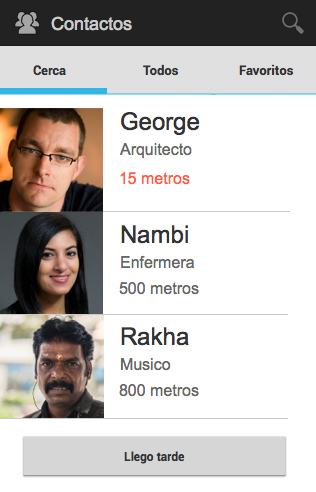 Contactos
Cerca Todos Favoritos
George
Arquitecto
15 metros
Nambi
Enfermera
500 metros
Rakha
Musico
800 metros
Llego tarde